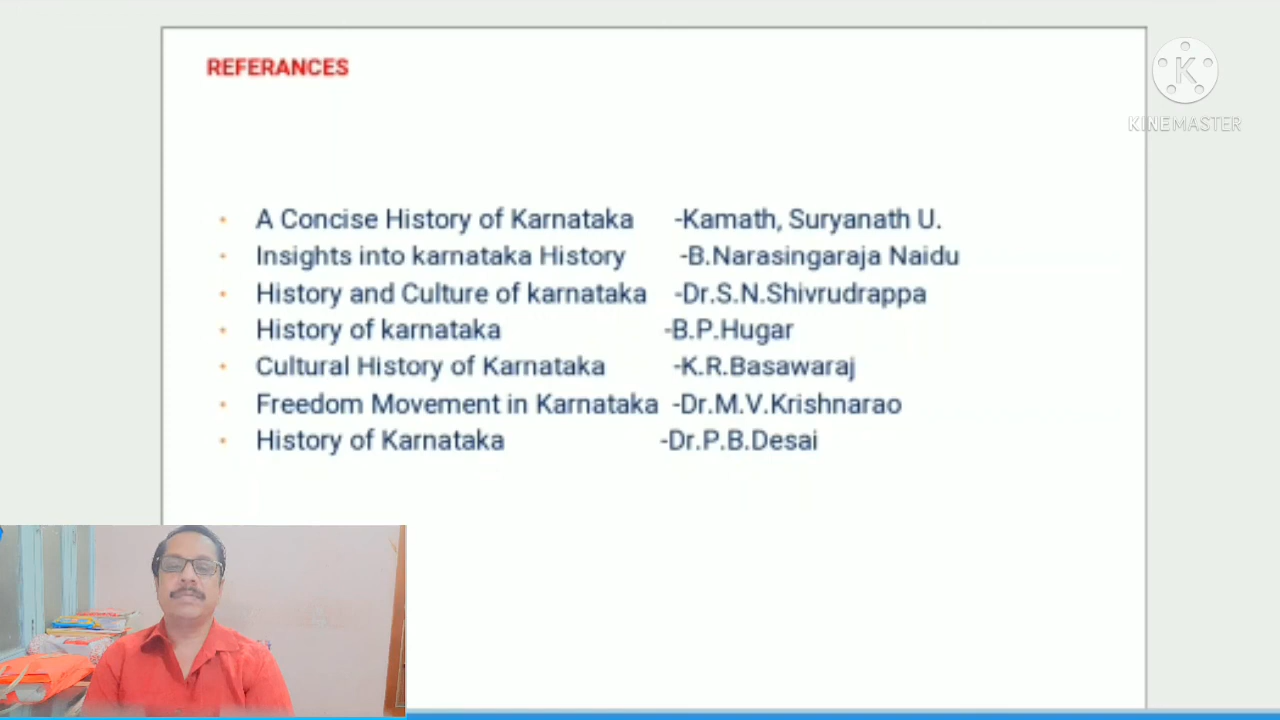 REFERANCES
K
KINEMASTER
• A Concise History of Karnataka -Kamath, Suryanath U.
• Insights into karnataka History -B.Narasingaraja Naidu
• History and Culture of karnataka -Dr.S.N.Shivrudrappa
• History of karnataka -B.P.Hugar
• Cultural History of Karnataka -K.R.Basawaraj
• Freedom Movement in Karnataka -Dr.M.V.Krishnarao
• History of Karnataka -Dr.P.B.Desai